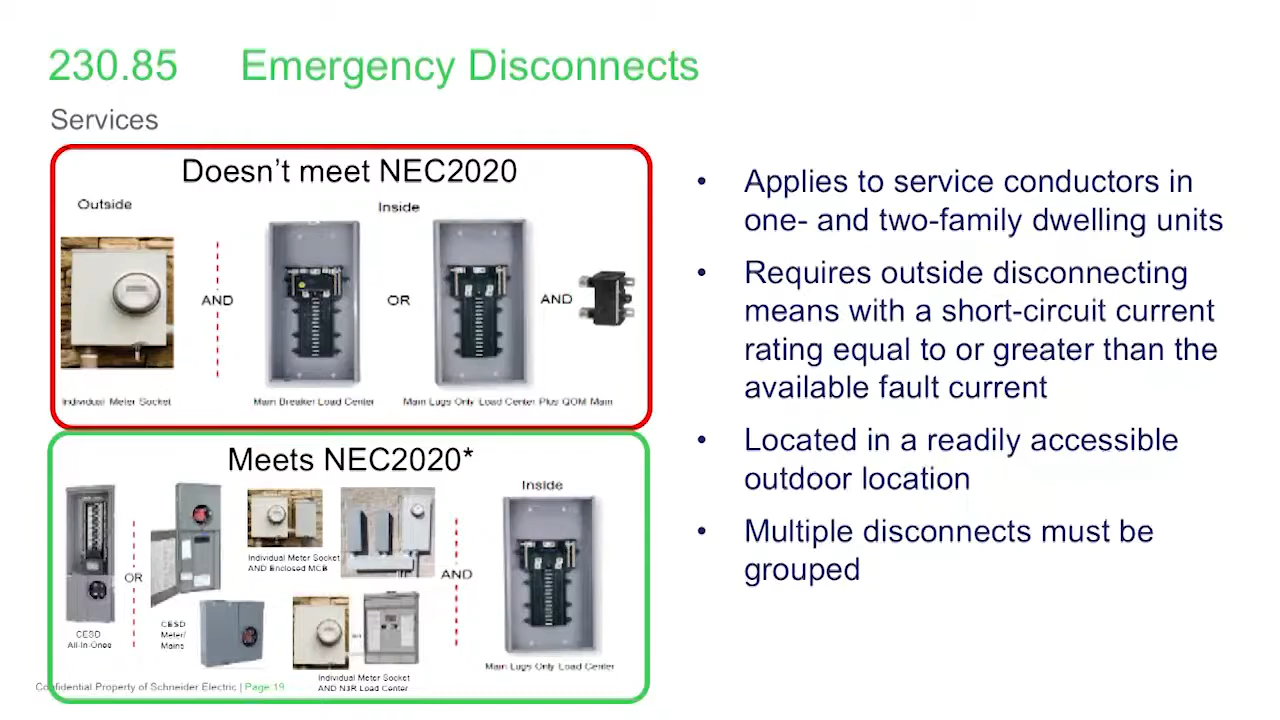 230.85 Emergency Disconnects
Services
Doesn't meet NEC2020
Outside
Inside
AND
OR
AND
Individual Meter Socket
Main Breaker Load Center
Main Lugs Only Load Center Plus QOM Main
Meets NEC2020*
Inside
OR
Individual Meter Socket
AND Enclosed MCB
AND
CESD
All-In-Ones
CESD
Meter/
Mains
Individual Meter Socket
AND N3R Load Center
Main Lugs Only Load Center
• Applies to service conductors in
one- and two-family dwelling units
• Requires outside disconnecting
means with a short-circuit current
rating equal to or greater than the
available fault current
• Located in a readily accessible
outdoor location
• Multiple disconnects must be
grouped
Confidential Property of Schneider Electric | Page 19